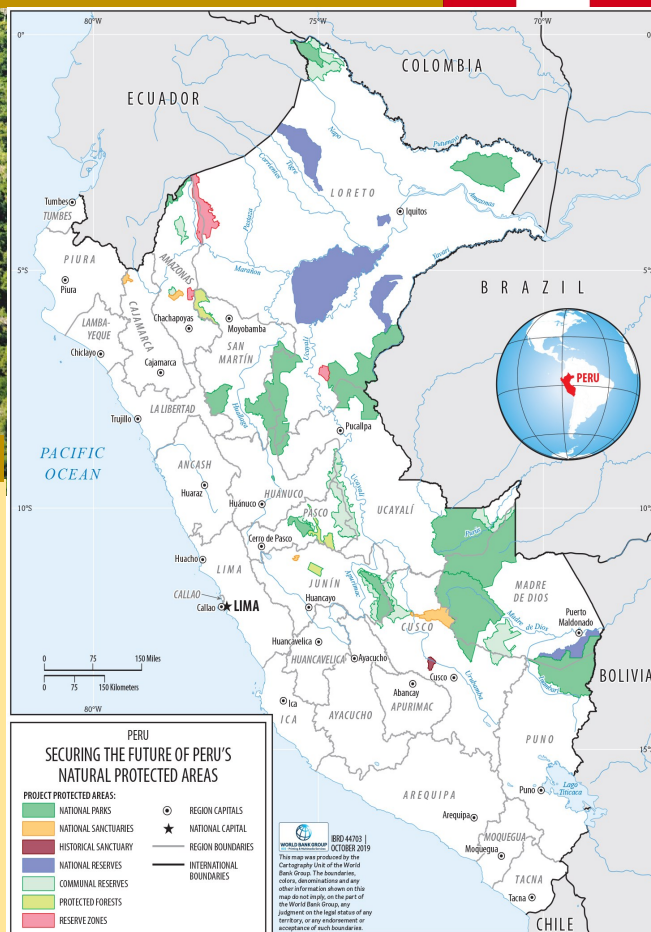 80°W
75°W
70°W
0°
0°
COLOMBIA
ECUADOR
Napo
Putumayo
Corrientes
Tigre
LORETO
Pastaza
Amazonas
Iquitos
Tumbes
TUMBES
Yavarí
5°S
5°S
PIURA
Piura
AMAZONAS
Marañon
BRAZIL
CAJAMARCA
LAMBA-
YEQUE
Chachapoyas
Moyobamba
SAN
MARTÍN
Ucayali
Chiclayo
Cajamarca
PERU
LA LIBERTAD
Huallaga
Trujillo
Pucallpa
PACIFIC
OCEAN
ANCASH
Huaraz
HUÁNUCO
Huánuco
Ucayali
PASCO
UCAYALÍ
10°S
10°S
Cerro de Pasco
Purús
Huacho
LIMA
JUNÍN
Apurimac
MADRE
DE DIOS
CALLAO
Callao
LIMA
Huancayo
CUSCO
Madre de Dios
Puerto
Maldonado
0 75 150 Miles
0 75 150 Kilometers
Huancavelica
HUANCAVELICA
Ayacucho
Cusco
Urubamba
Inambari
BOLIVIA
Abancay
APURIMAC
80°W
Ica
ICA
AYACUCHO
PUNO
15°S
AREQUIPA
Puno
Lago
Titicaca
Arequipa
MOQUEGUA
Moquegua
TACNA
Tacna
CHILE
PERU
SECURING THE FUTURE OF PERU'S
NATURAL PROTECTED AREAS
PROJECT PROTECTED AREAS:
NATIONAL PARKS
NATIONAL SANCTUARIES
HISTORICAL SANCTUARY
NATIONAL RESERVES
COMMUNAL RESERVES
PROTECTED FORESTS
RESERVE ZONES
REGION CAPITALS
NATIONAL CAPITAL
REGION BOUNDARIES
INTERNATIONAL
BOUNDARIES
WORLD BANK GROUP
IBRD 44703 |
OCTOBER 2019
This map was produced by the
Cartography Unit of the World
Bank Group. The boundaries,
colors, denominations and any
other information shown on this
map do not imply, on the part of
the World Bank Group, any
judgment on the legal status of any
territory, or any endorsement or
acceptance of such boundaries.